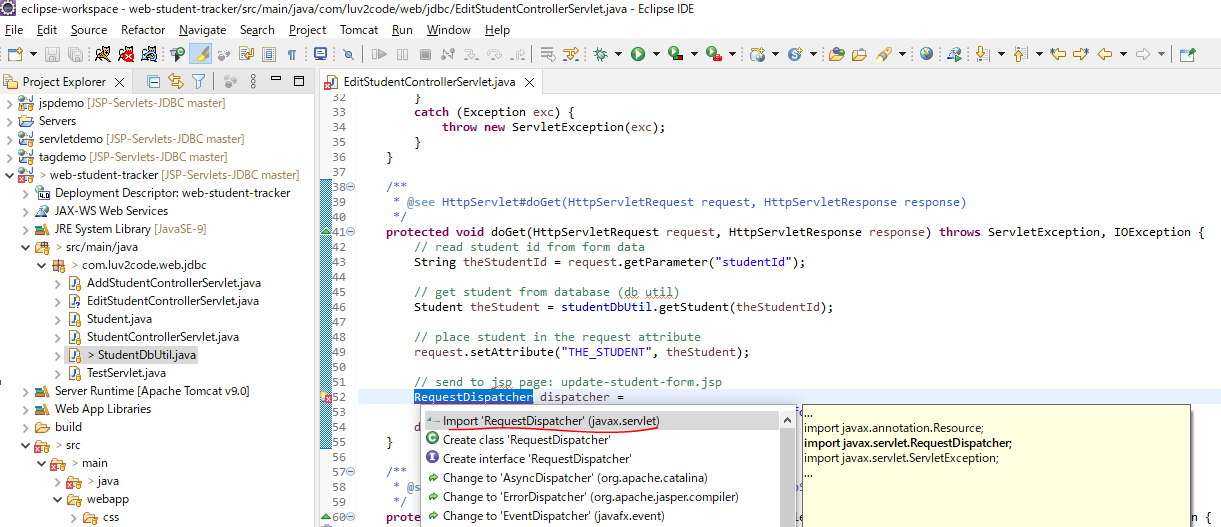 eclipse-workspace - web-student-tracker/src/main/java/com/luv2code/web/jdbc/EditStudentControllerServlet.java - Eclipse IDE
File Edit Source Refactor Navigate Search Project Tomcat Run Window Help
Project Explorer
jspdemo [JSP-Servlets-JDBC master]
Servers
servletdemo [JSP-Servlets-JDBC master]
tagdemo [JSP-Servlets-JDBC master]
> web-student-tracker [JSP-Servlets-JDBC master]
Deployment Descriptor: web-student-tracker
JAX-WS Web Services
JRE System Library [JavaSE-9]
> src/main/java
> com.luv2code.web.jdbc
AddStudentControllerServlet.java
EditStudentControllerServlet.java
Student.java
StudentControllerServlet.java
> StudentDbUtil.java
TestServlet.java
Server Runtime [Apache Tomcat v9.0]
Web App Libraries
build
> src
> main
> java
webapp
> css
EditStudentControllerServlet.java
32 }
33 catch (Exception exc) {
34 throw new ServletException(exc);
35 }
36 }
37
38 /**
39 * @see HttpServlet#doGet(HttpServletRequest request, HttpServletResponse response)
40 */
41 protected void doGet(HttpServletRequest request, HttpServletResponse response) throws ServletException, IOException {
42 // read student id from form data
43 String theStudentId = request.getParameter("studentId");
44
45 // get student from database (db util)
46 Student theStudent = studentDbUtil.getStudent(theStudentId);
47
48 // place student in the request attribute
49 request.setAttribute("THE_STUDENT", theStudent);
50
51 // send to jsp page: update-student-form.jsp
52 RequestDispatcher dispatcher =
53
54 d
55 }
56
57 /**
58 * @s
59 */
60 prote { 
Import 'RequestDispatcher' (javax.servlet)
Create class 'RequestDispatcher'
Create interface 'RequestDispatcher'
Change to 'AsyncDispatcher' (org.apache.catalina)
Change to 'ErrorDispatcher' (org.apache.jasper.compiler)
Change to 'EventDispatcher' (javafx.event)
...
import javax.annotation.Resource;
import javax.servlet.RequestDispatcher;
import javax.servlet.ServletException;
...